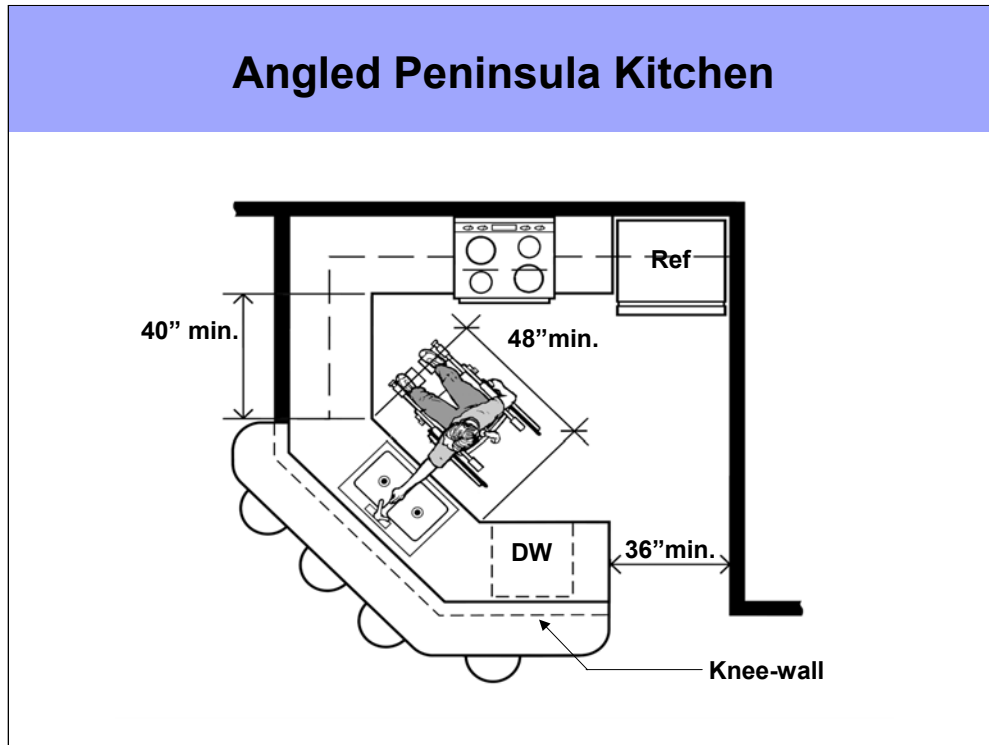 Angled Peninsula Kitchen
Ref
40” min.
48”min.
DW
36”min.
Knee-wall